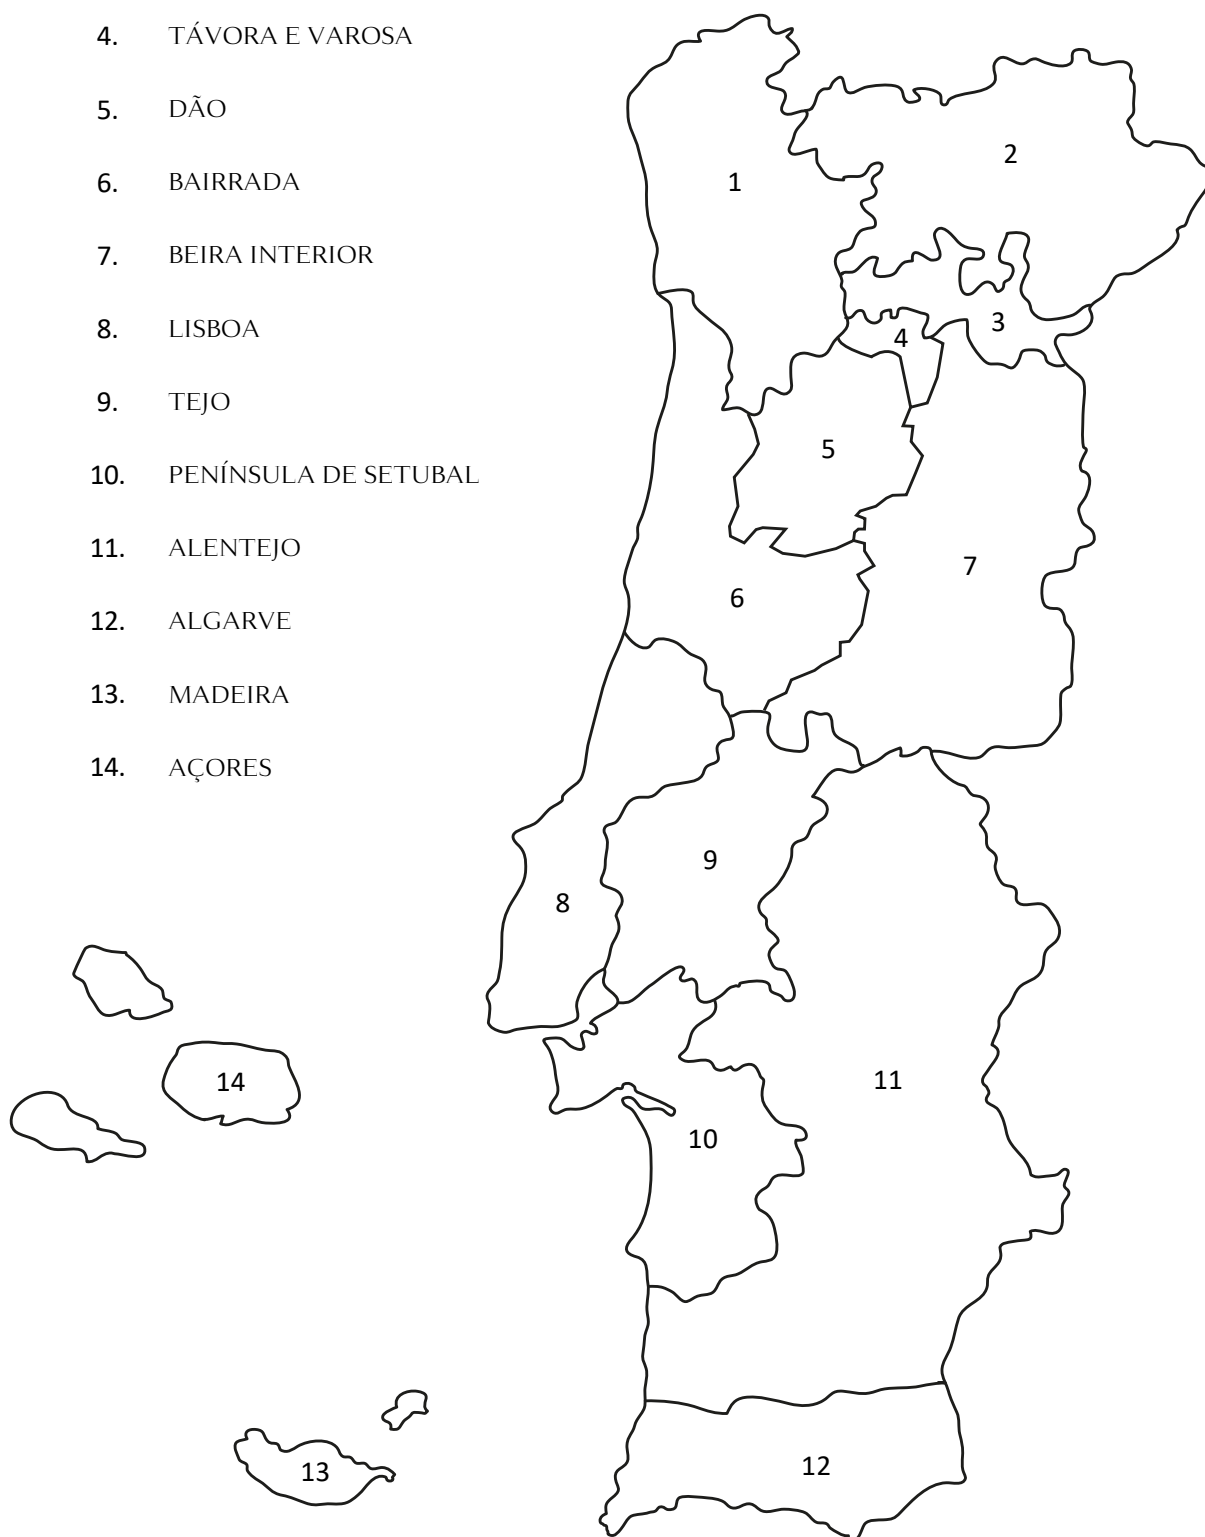 4. TÁVORA E VAROSA
5. DÃO
6. BAIRRADA
7. BEIRA INTERIOR
8. LISBOA
9. TEJO
10. PENÍNSULA DE SETUBAL
11. ALENTEJO
12. ALGARVE
13. MADEIRA
14. AÇORES
1
2
3
4
5
6
7
8
9
10
11
12
13
14